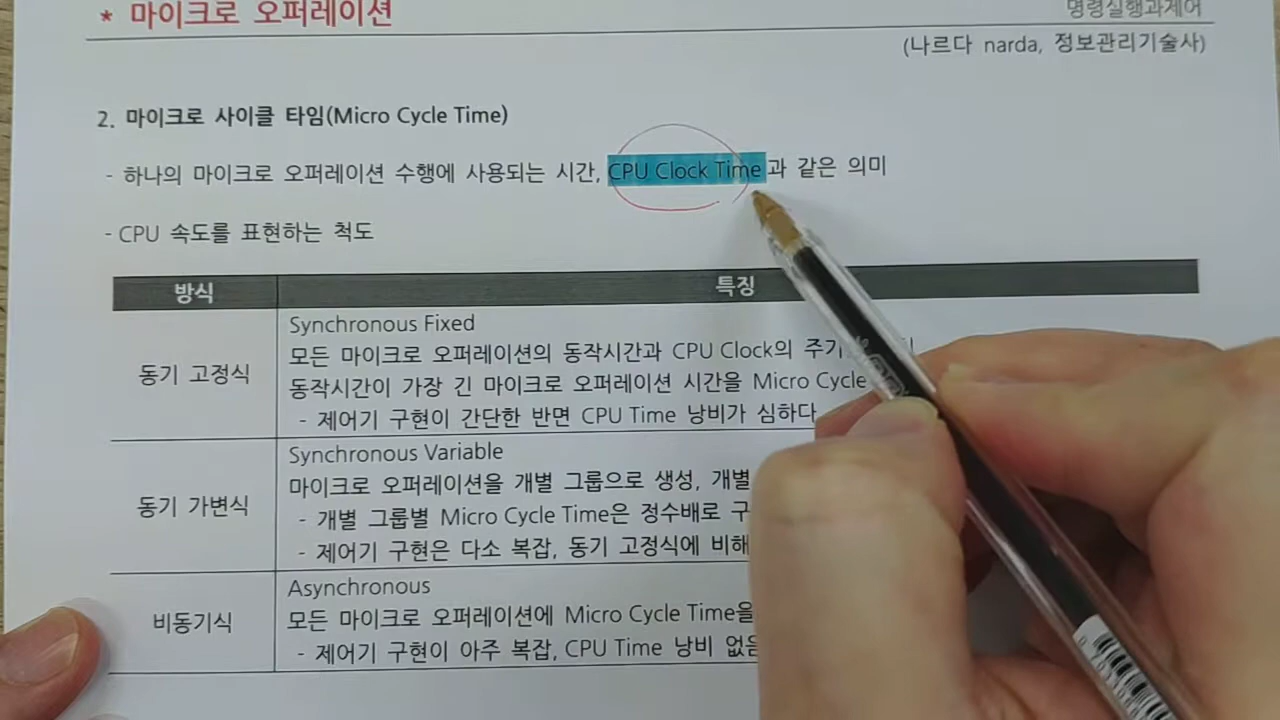 * 마이크로 오퍼레이션
명령실행과제어
(나르다 narda, 정보관리기술사)
2. 마이크로 사이클 타임(Micro Cycle Time)
- 하나의 마이크로 오퍼레이션 수행에 사용되는 시간, CPU Clock Time과 같은 의미
- CPU 속도를 표현하는 척도
방식 특징
동기 고정식
Synchronous Fixed
모든 마이크로 오퍼레이션의 동작시간과 CPU Clock의 주기
동작시간이 가장 긴 마이크로 오퍼레이션 시간을 Micro Cycle
- 제어기 구현이 간단한 반면 CPU Time 낭비가 심하다
동기 가변식
Synchronous Variable
마이크로 오퍼레이션을 개별 그룹으로 생성, 개별
- 개별 그룹별 Micro Cycle Time은 정수배로 구
- 제어기 구현은 다소 복잡, 동기 고정식에 비해
비동기식
Asynchronous
모든 마이크로 오퍼레이션에 Micro Cycle Time을
- 제어기 구현이 아주 복잡, CPU Time 낭비 없음